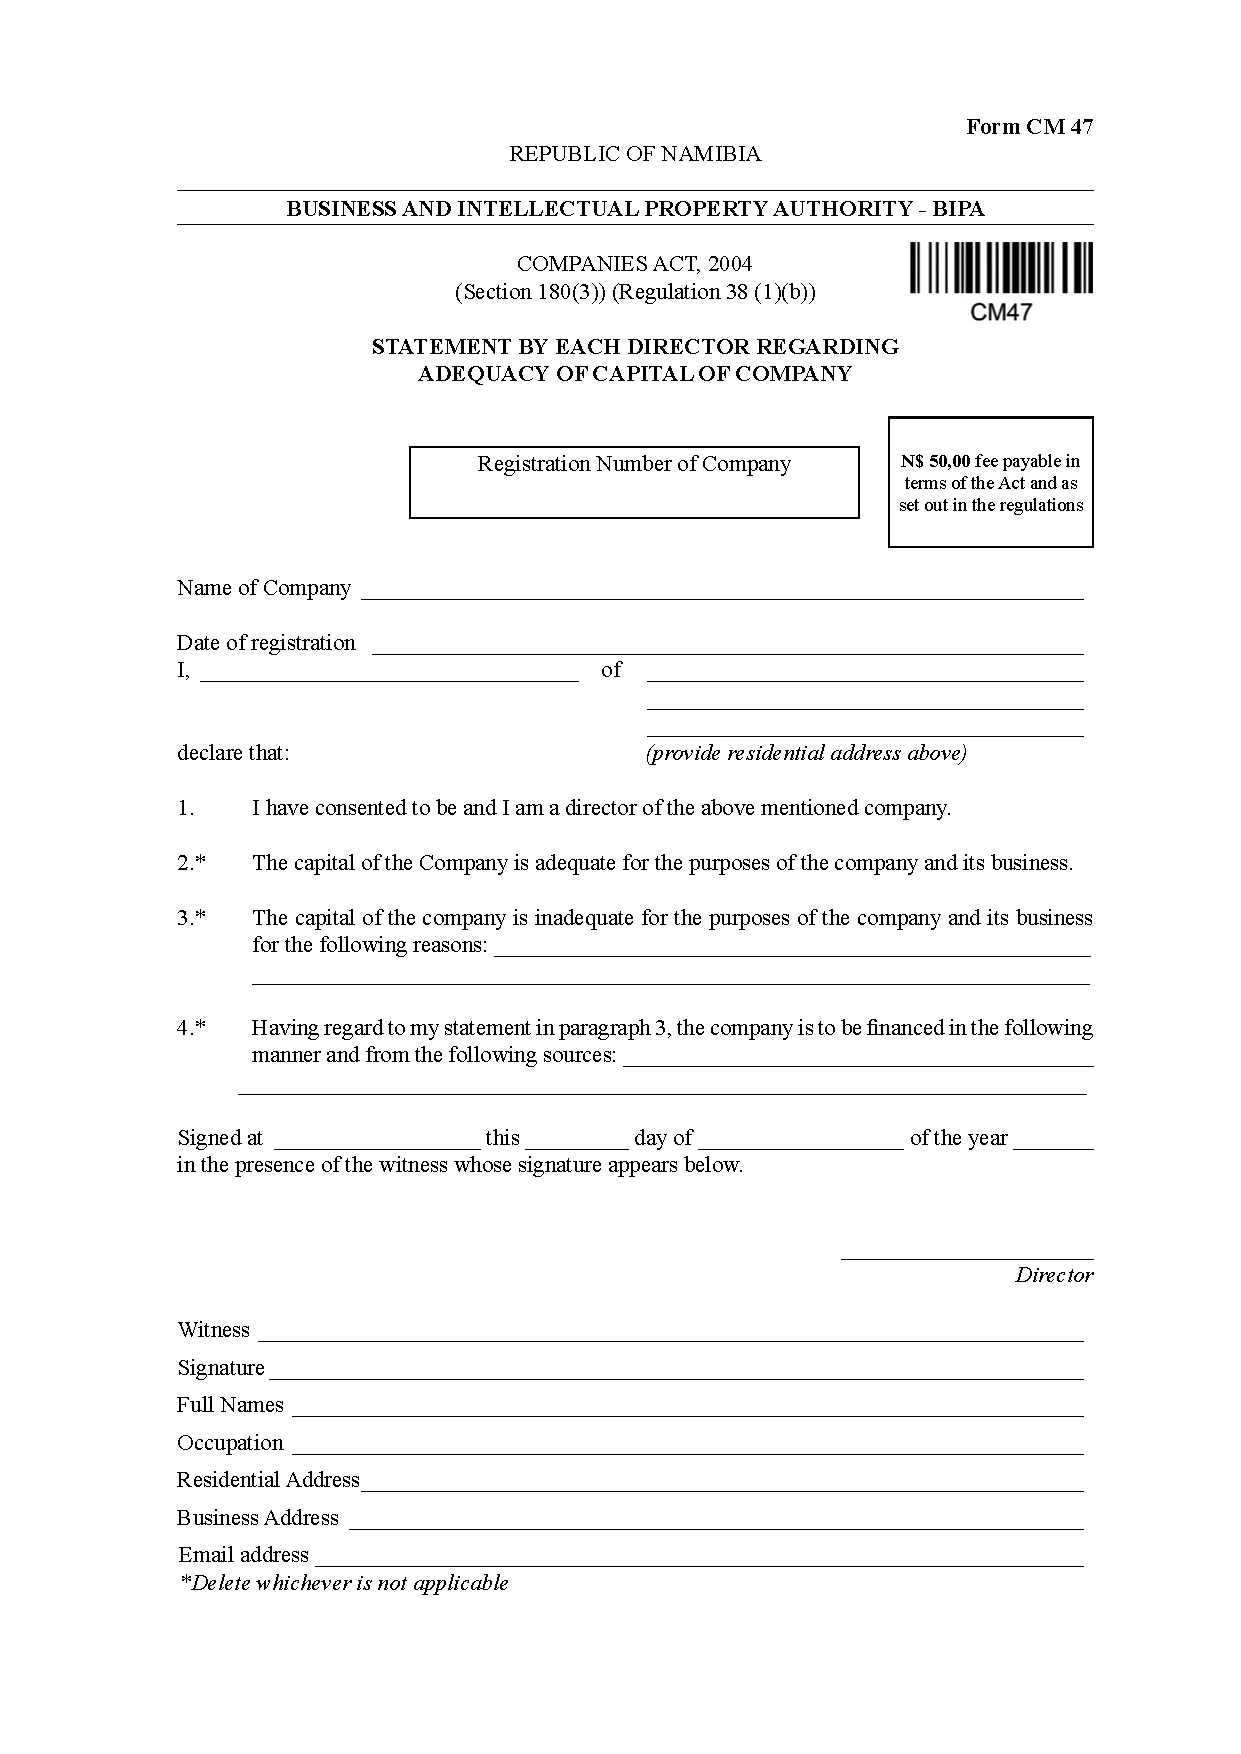 Form CM 47
REPUBLIC OF NAMIBIA
BUSINESS AND INTELLECTUAL PROPERTY AUTHORITY - BIPA
COMPANIES ACT, 2004
(Section 180(3)) (Regulation 38 (1)(b))
CM47
STATEMENT BY EACH DIRECTOR REGARDING
ADEQUACY OF CAPITAL OF COMPANY
Registration Number of Company
N$ 50,00 fee payable in
terms of the Act and as
set out in the regulations
Name of Company
Date of registration
I, of
declare that: (provide residential address above)
1. I have consented to be and I am a director of the above mentioned company.
2.* The capital of the Company is adequate for the purposes of the company and its business.
3.* The capital of the company is inadequate for the purposes of the company and its business
for the following reasons:
4.* Having regard to my statement in paragraph 3, the company is to be financed in the following
manner and from the following sources:
Signed at this day of of the year
in the presence of the witness whose signature appears below.
Director
Witness
Signature
Full Names
Occupation
Residential Address
Business Address
Email address
*Delete whichever is not applicable